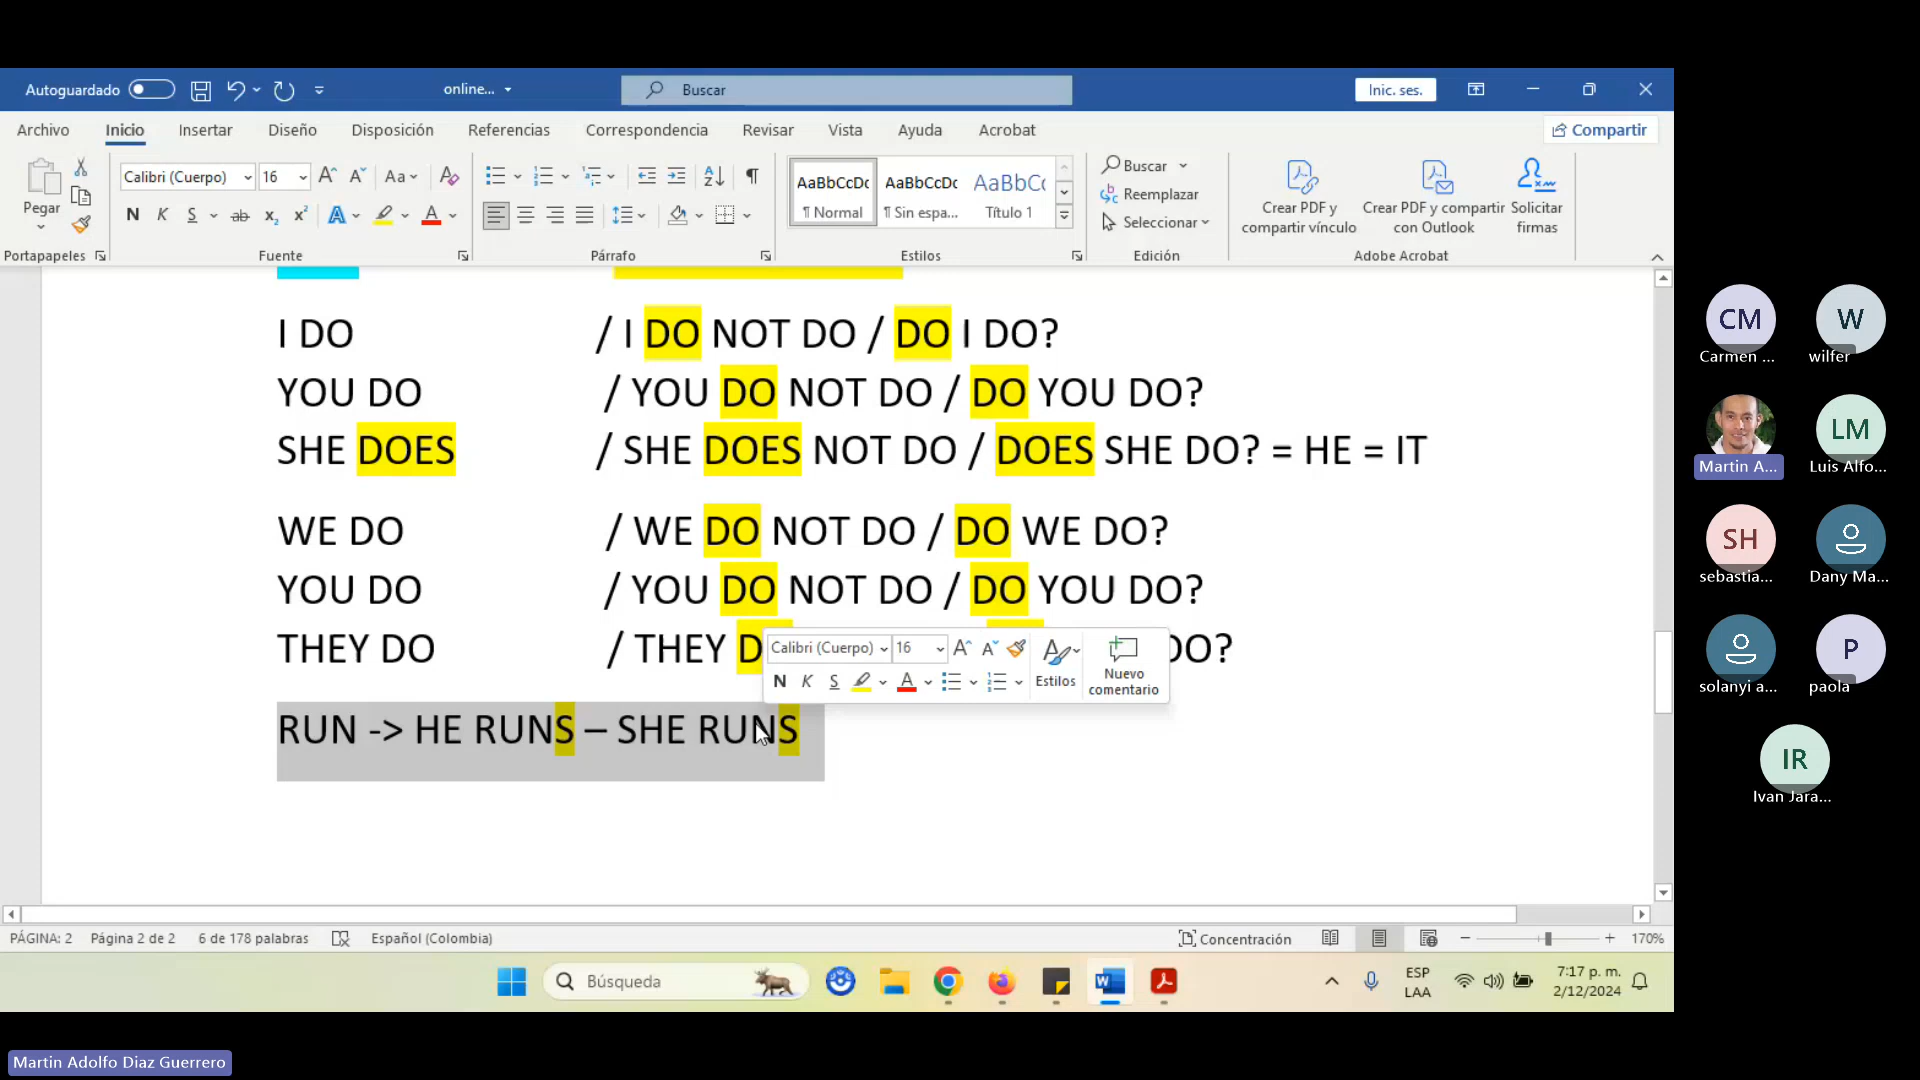 Autoguardado online... Buscar Inic. ses.
Archivo Inicio Insertar Diseño Disposición Referencias Correspondencia Revisar Vista Ayuda Acrobat Compartir
Pegar
Calibri (Cuerpo) 16 Aa
N K S ab x₂ x² A A
AaBbCcDc AaBbCcDc AaBbCc
¶ Normal ¶ Sin espa... Título 1
Buscar
Reemplazar
Seleccionar
Crear PDF y compartir vínculo
Crear PDF y compartir con Outlook
Solicitar firmas
Portapapeles Fuente Párrafo Estilos Edición Adobe Acrobat
I DO / I DO NOT DO / DO I DO?
YOU DO / YOU DO NOT DO / DO YOU DO?
SHE DOES / SHE DOES NOT DO / DOES SHE DO? = HE = IT
WE DO / WE DO NOT DO / DO WE DO?
YOU DO / YOU DO NOT DO / DO YOU DO?
THEY DO / THEY D DO?
Calibri (Cuerpo) 16
N K S A Estilos Nuevo comentario
RUN -> HE RUNS – SHE RUNS
PÁGINA: 2 Página 2 de 2 6 de 178 palabras Español (Colombia) Concentración 170%
Búsqueda
ESP
LAA
7:17 p. m.
2/12/2024
CM
Carmen ...
W
wilfer
Martin A...
LM
Luis Alfo...
SH
sebastia...
Dany Ma...
solanyi a...
P
paola
IR
Ivan Jara...
Martin Adolfo Diaz Guerrero